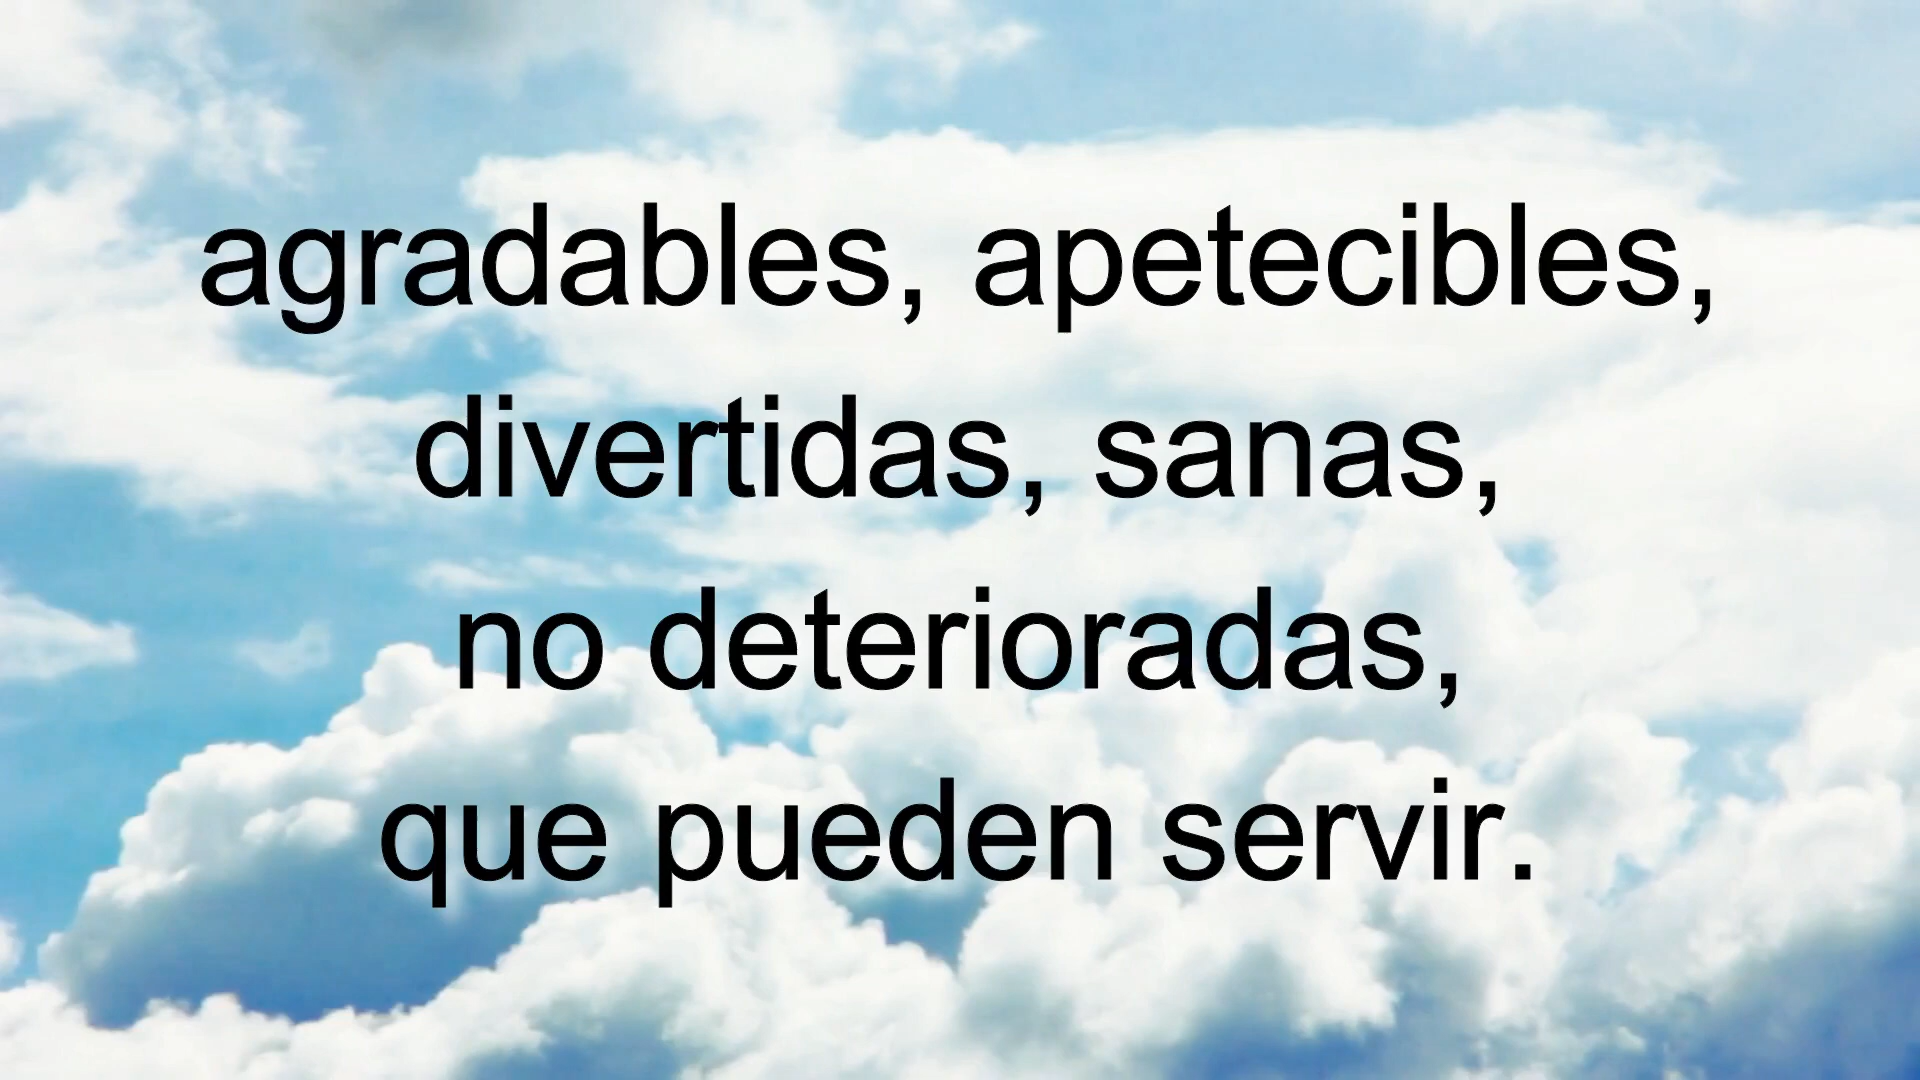 agradables, apetecibles,
divertidas, sanas,
no deterioradas,
que pueden servir.